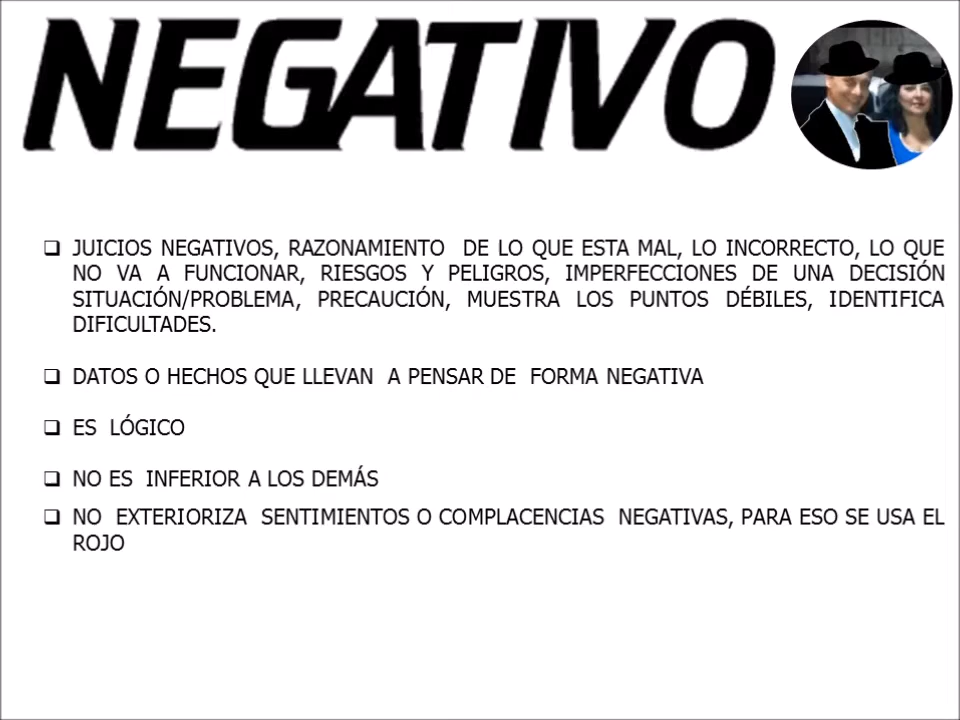 NEGATIVO
❑ JUICIOS NEGATIVOS, RAZONAMIENTO DE LO QUE ESTA MAL, LO INCORRECTO, LO QUE
NO VA A FUNCIONAR, RIESGOS Y PELIGROS, IMPERFECCIONES DE UNA DECISIÓN
SITUACIÓN/PROBLEMA, PRECAUCIÓN, MUESTRA LOS PUNTOS DÉBILES, IDENTIFICA
DIFICULTADES.
❑ DATOS O HECHOS QUE LLEVAN A PENSAR DE FORMA NEGATIVA
❑ ES LÓGICO
❑ NO ES INFERIOR A LOS DEMÁS
❑ NO EXTERIORIZA SENTIMIENTOS O COMPLACENCIAS NEGATIVAS, PARA ESO SE USA EL
ROJO